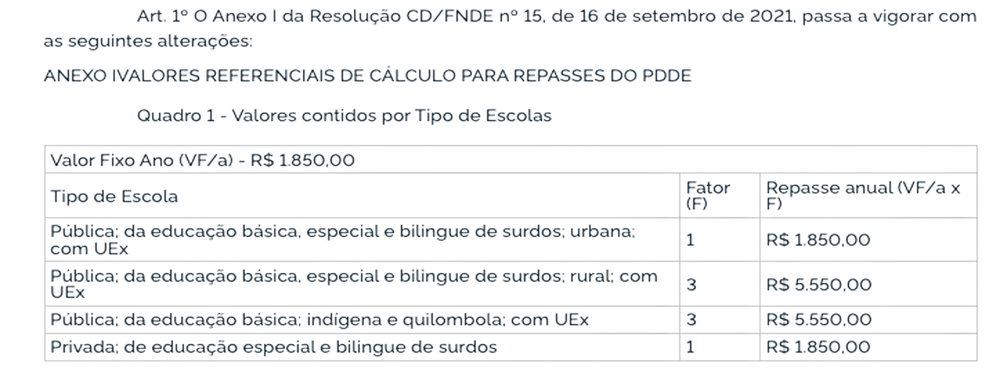 Art. 1º O Anexo I da Resolução CD/FNDE nº 15, de 16 de setembro de 2021, passa a vigorar com
as seguintes alterações:
ANEXO IVALORES REFERENCIAIS DE CÁLCULO PARA REPASSES DO PDDE
Quadro 1 - Valores contidos por Tipo de Escolas
Valor Fixo Ano (VF/a) - R$ 1.850,00
Tipo de Escola
Fator
(F)
Repasse anual (VF/a x
F)
Pública; da educação básica, especial e bilingue de surdos; urbana;
com UEx
1
R$ 1.850,00
Pública; da educação básica, especial e bilingue de surdos; rural; com
UEx
3
R$ 5.550,00
Pública; da educação básica; indígena e quilombola; com UEx
3
R$ 5.550,00
Privada; de educação especial e bilingue de surdos
1
R$ 1.850,00